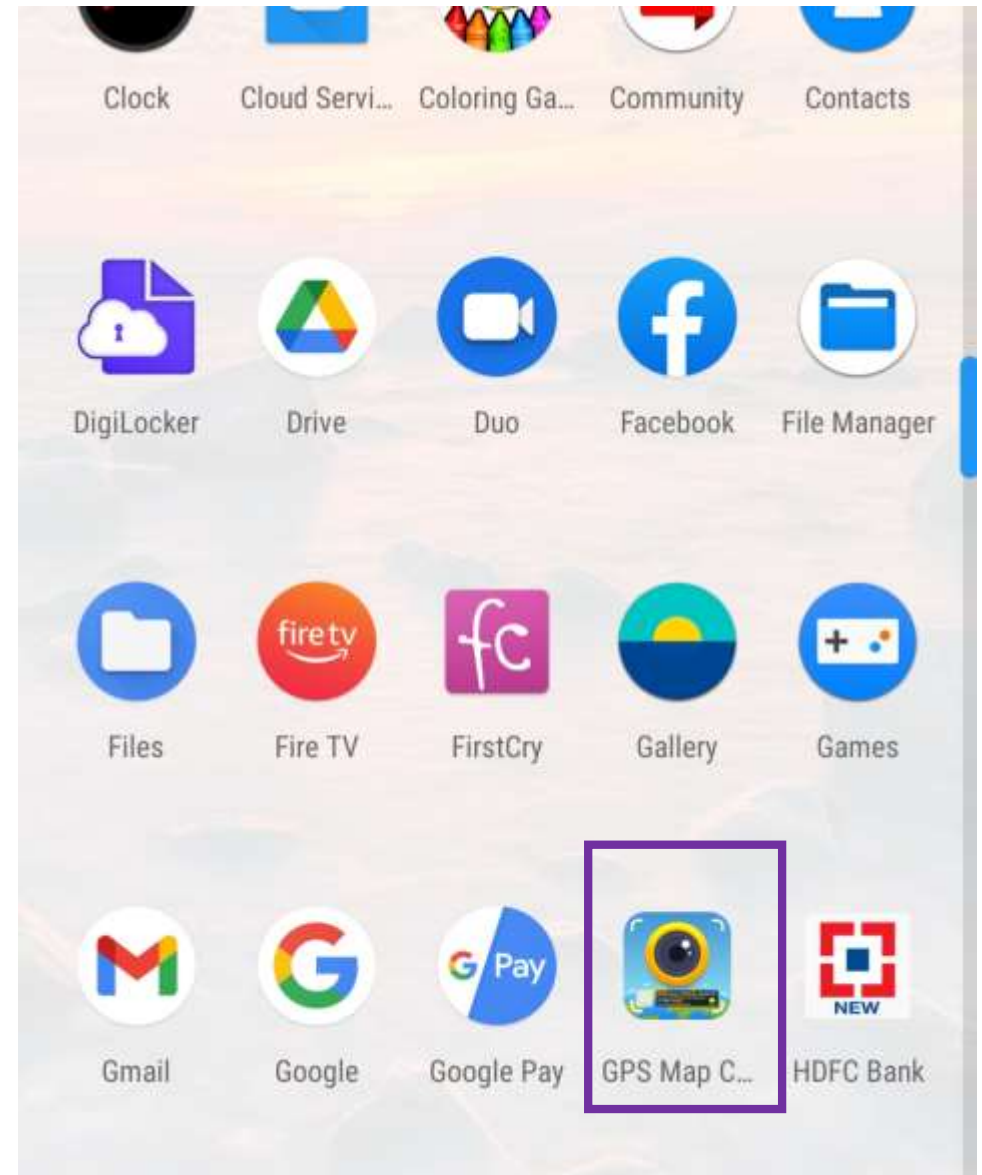 Clock Cloud Servi... Coloring Ga... Community Contacts
DigiLocker Drive Duo Facebook File Manager
fire tv
fc
Files Fire TV FirstCry Gallery Games
G Pay
NEW
Gmail Google Google Pay GPS Map C... HDFC Bank